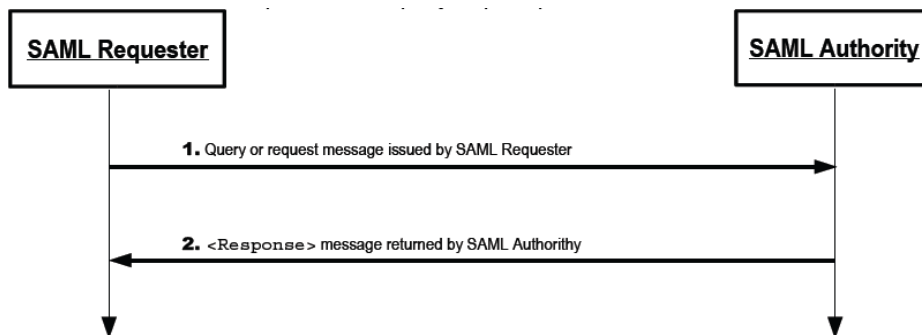 SAML Requester
SAML Authority
1. Query or request message issued by SAML Requester
2. <Response> message returned by SAML Authorithy